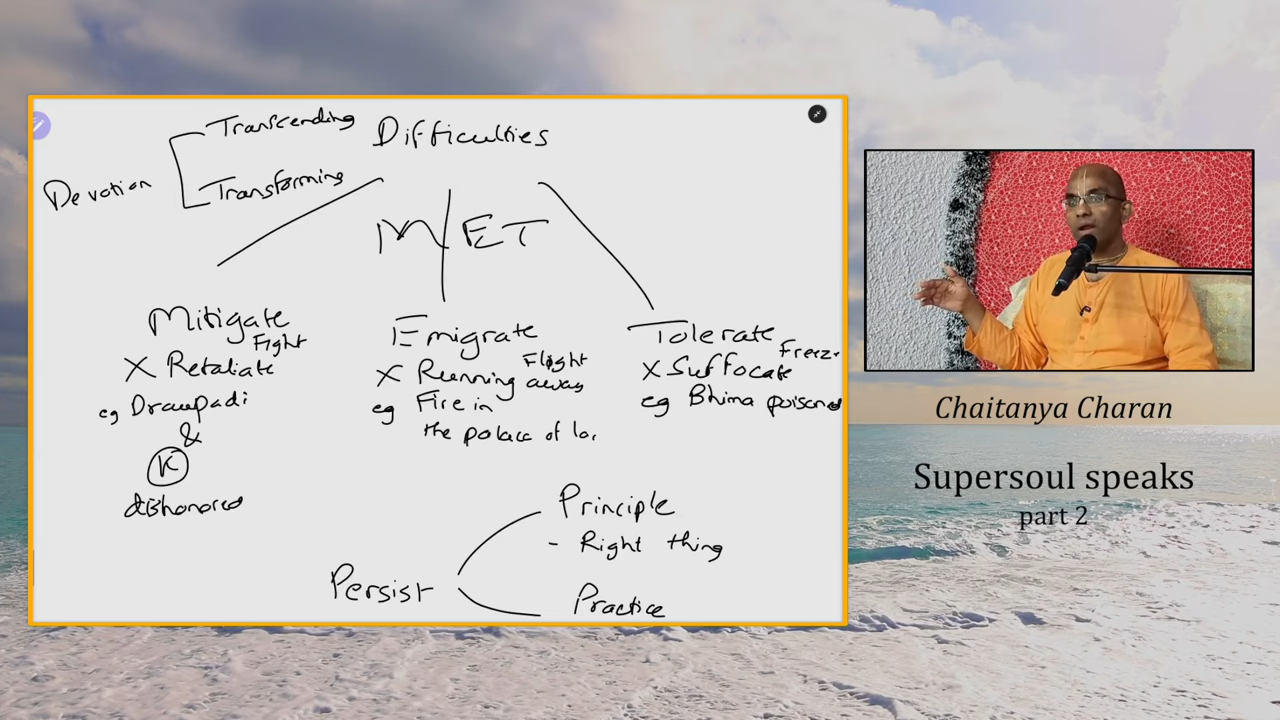 Devotion
Transcending
Transforming
Difficulties
M ET
Mitigate
Fight
X Retaliate
eg Draupadi
&
K
dishonored
Emigrate
Flight
X Running away
eg Fire in
the palace of lac
Tolerate
Freeze
X Suffocate
eg Bhima poisoned
Persist
Principle
- Right thing
Practice
Chaitanya Charan
Supersoul speaks
part 2